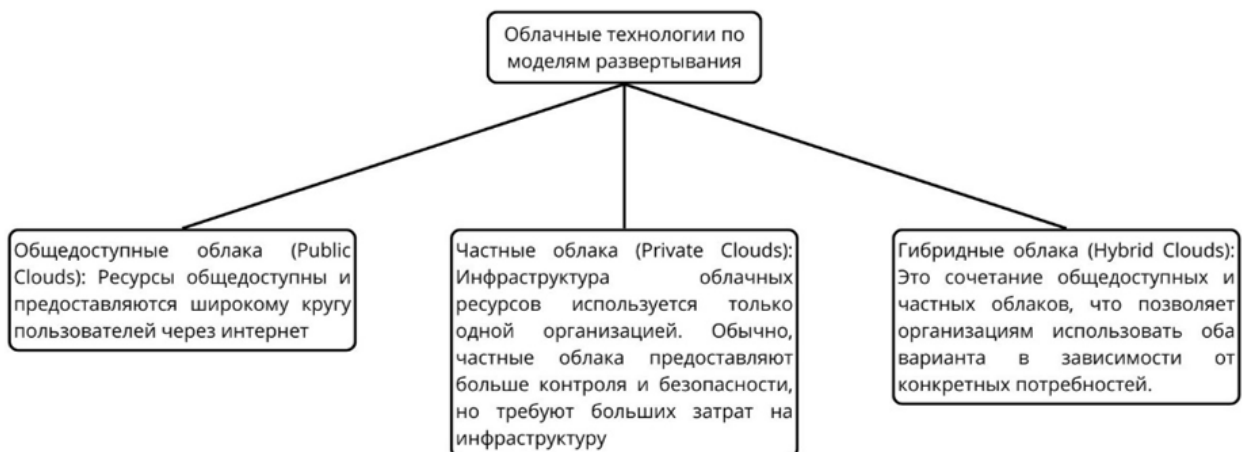 Облачные технологии по
моделям развертывания
Общедоступные облака (Public
Clouds): Ресурсы общедоступны и
предоставляются широкому кругу
пользователей через интернет
Частные облака (Private Clouds):
Инфраструктура облачных
ресурсов используется только
одной организацией. Обычно,
частные облака предоставляют
больше контроля и безопасности,
но требуют больших затрат на
инфраструктуру
Гибридные облака (Hybrid Clouds):
Это сочетание общедоступных и
частных облаков, что позволяет
организациям использовать оба
варианта в зависимости от
конкретных потребностей.